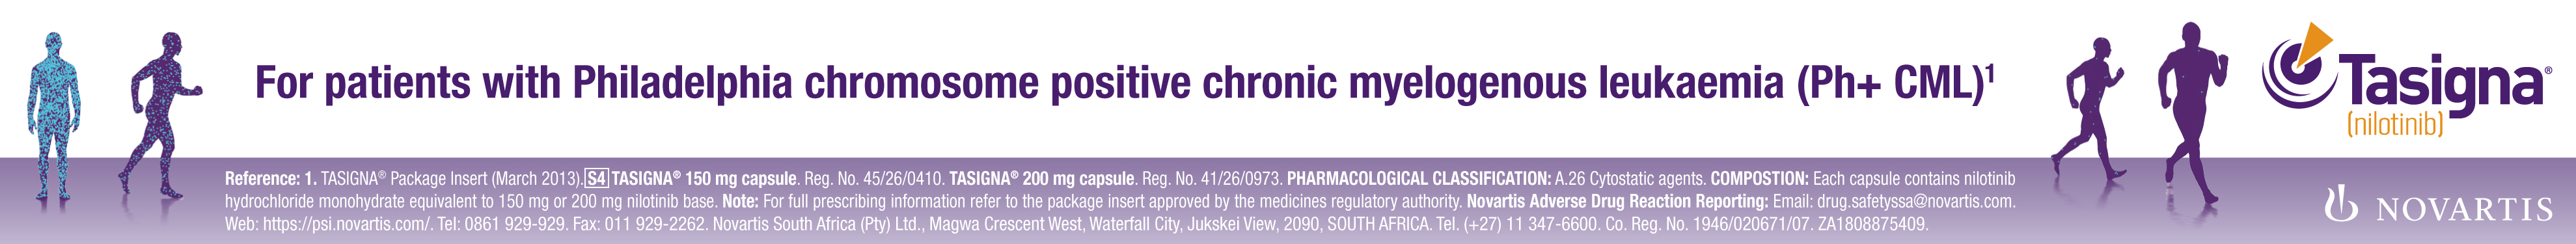 For patients with Philadelphia chromosome positive chronic myelogenous leukaemia (Ph+ CML)¹
Tasigna®
(nilotinib)
Reference: 1. TASIGNA® Package Insert (March 2013). S4 TASIGNA® 150 mg capsule. Reg. No. 45/26/0410. TASIGNA® 200 mg capsule. Reg. No. 41/26/0973. PHARMACOLOGICAL CLASSIFICATION: A.26 Cytostatic agents. COMPOSTION: Each capsule contains nilotinib
hydrochloride monohydrate equivalent to 150 mg or 200 mg nilotinib base. Note: For full prescribing information refer to the package insert approved by the medicines regulatory authority. Novartis Adverse Drug Reaction Reporting: Email: drug.safetyssa@novartis.com.
Web: https://psi.novartis.com/. Tel: 0861 929-929. Fax: 011 929-2262. Novartis South Africa (Pty) Ltd., Magwa Crescent West, Waterfall City, Jukskei View, 2090, SOUTH AFRICA. Tel. (+27) 11 347-6600. Co. Reg. No. 1946/020671/07. ZA1808875409.
NOVARTIS